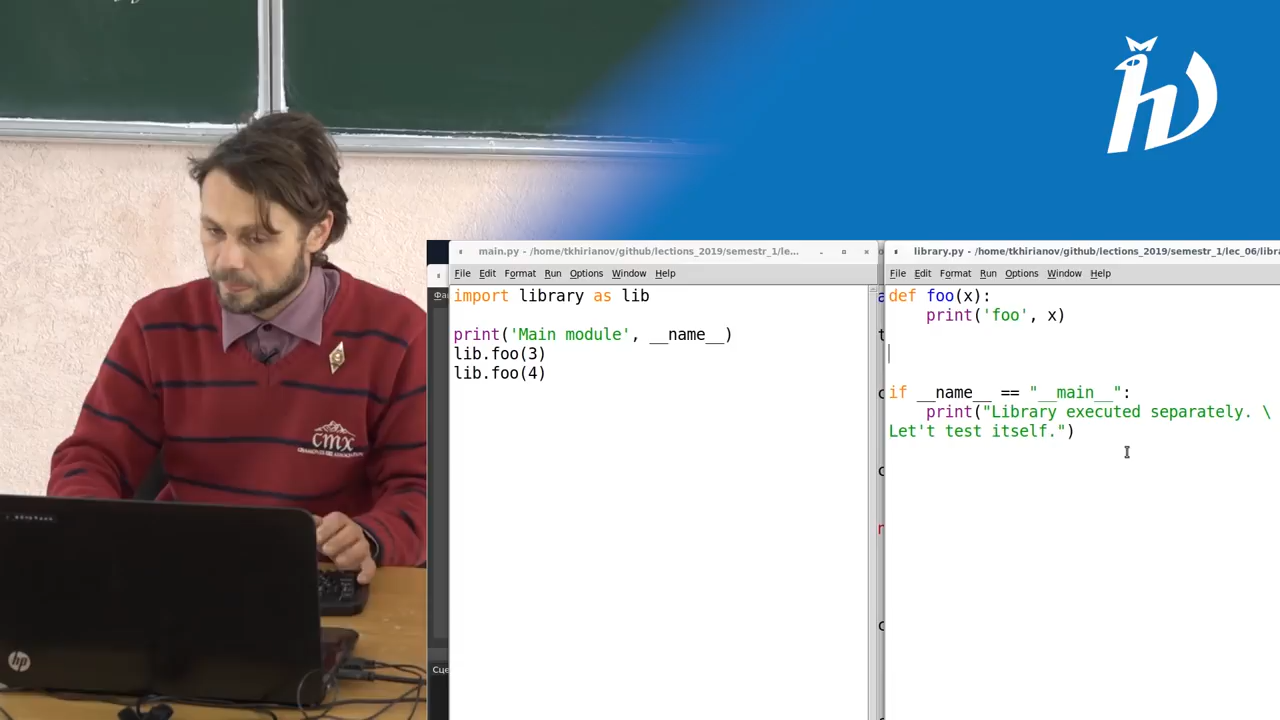 main.py - /home/tkhirianov/github/lections_2019/semestr_1/le...
File Edit Format Run Options Window Help
import library as lib
print('Main module', __name__)
lib.foo(3)
lib.foo(4)
library.py - /home/tkhirianov/github/lections_2019/semestr_1/lec_06/libra
File Edit Format Run Options Window Help
def foo(x):
print('foo', x)
if __name__ == "__main__":
print("Library executed separately. \
Let't test itself.")
cmx
hp
Сце